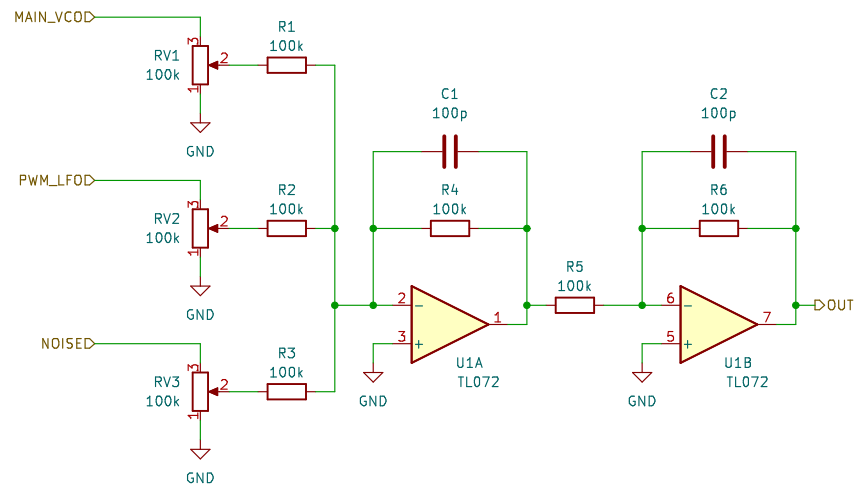 MAIN_VCO
3
RV1
100k
2
1
GND
R1
100k
PWM_LFO
3
RV2
100k
2
1
GND
R2
100k
NOISE
3
RV3
100k
2
1
GND
R3
100k
C1
100p
R4
100k
2
3
1
U1A
TL072
GND
R5
100k
C2
100p
R6
100k
6
5
7
U1B
TL072
GND
OUT